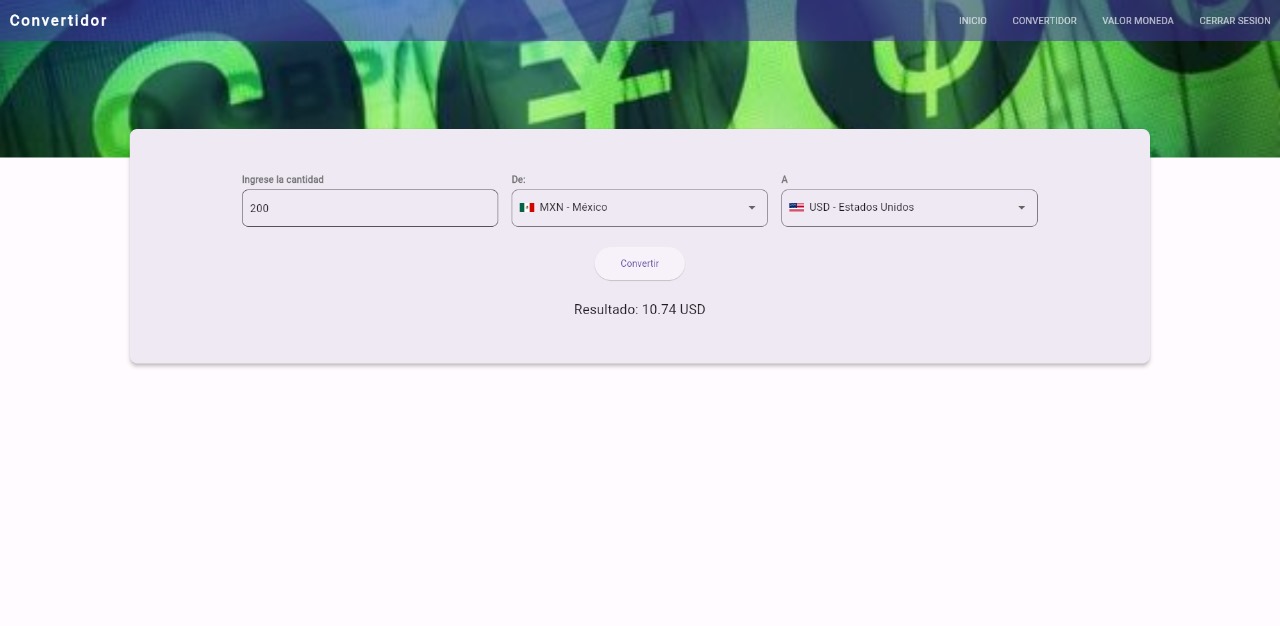 Convertidor
INICIO
CONVERTIDOR
VALOR MONEDA
CERRAR SESION
Ingrese la cantidad
De:
A
200
MXN - México
USD - Estados Unidos
Convertir
Resultado: 10.74 USD